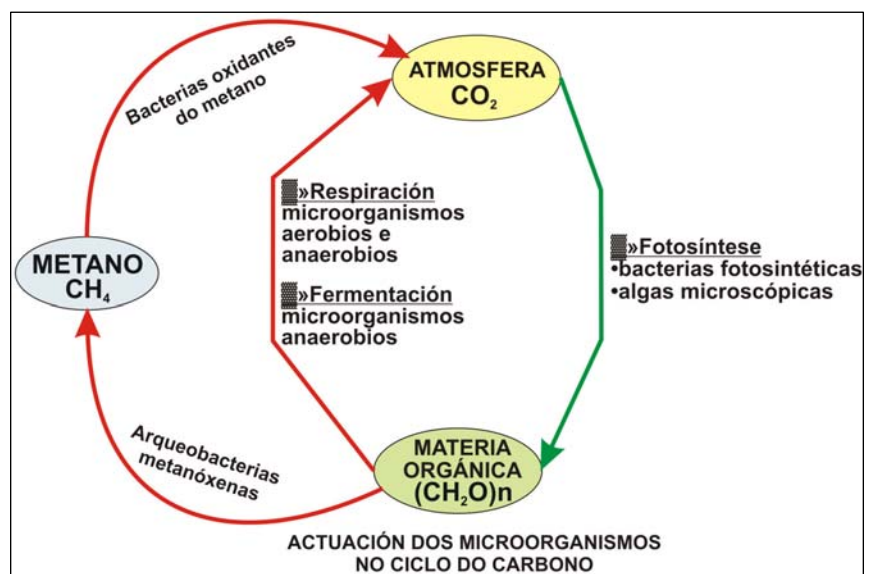 Bacterias oxidantes
do metano
ATMOSFERA
CO₂
▒»Respiración
microorganismos
aerobios e
anaerobios
▒»Fermentación
microorganismos
anaerobios
▒»Fotosíntese
•bacterias fotosintéticas
•algas microscópicas
METANO
CH₄
Arqueobacterias
metanóxenas
MATERIA
ORGÁNICA
(CH₂O)n
ACTUACIÓN DOS MICROORGANISMOS
NO CICLO DO CARBONO